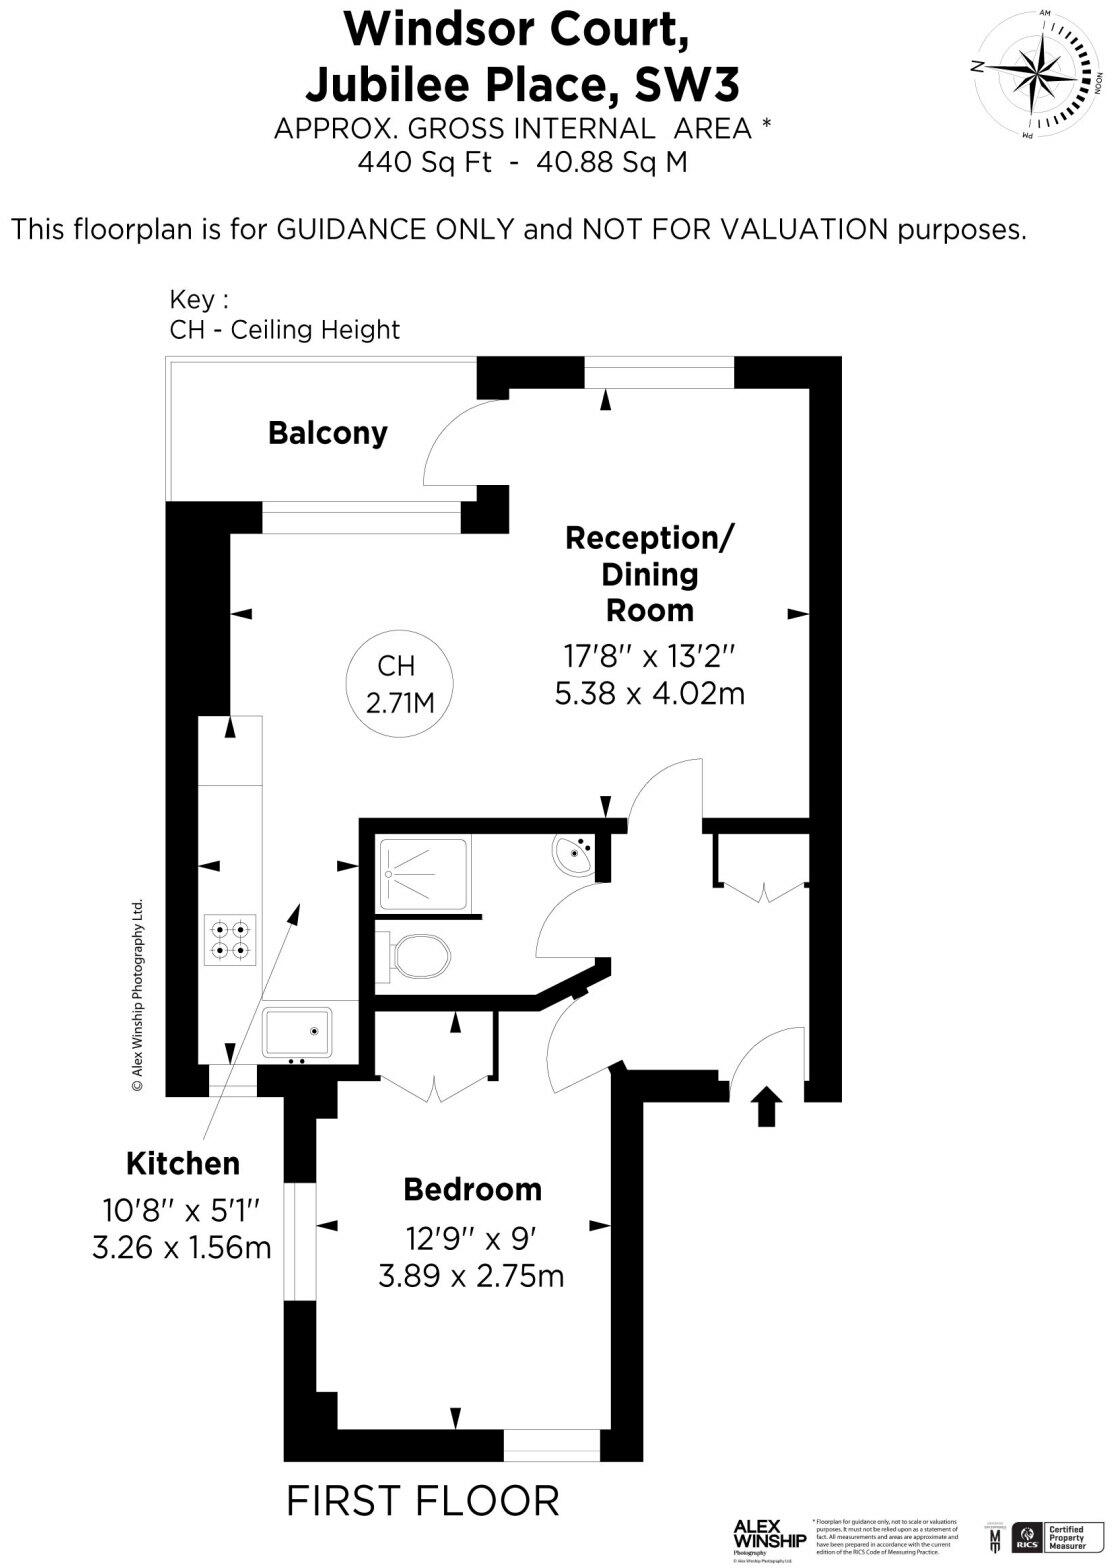 Windsor Court,
Jubilee Place, SW3
APPROX. GROSS INTERNAL AREA *
440 Sq Ft - 40.88 Sq M
AM
N
NOON
PM
This floorplan is for GUIDANCE ONLY and NOT FOR VALUATION purposes.
Key :
CH - Ceiling Height
Balcony
Reception/
Dining
Room
17'8" x 13'2"
5.38 x 4.02m
CH
2.71M
© Alex Winship Photography Ltd.
Kitchen
10'8" x 5'1"
3.26 x 1.56m
Bedroom
12'9" x 9'
3.89 x 2.75m
FIRST FLOOR
ALEX
WINSHIP
Photography
© Alex Winship Photography Ltd.
* Floorplan for guidance only, not to scale or valuations
purposes. It must not be relied upon as a statement of
fact. All measurements and areas are approximate and
have been prepared in accordance with the current
edition of the RICS Code of Measuring Practice.
RICS
Certified
Property
Measurer